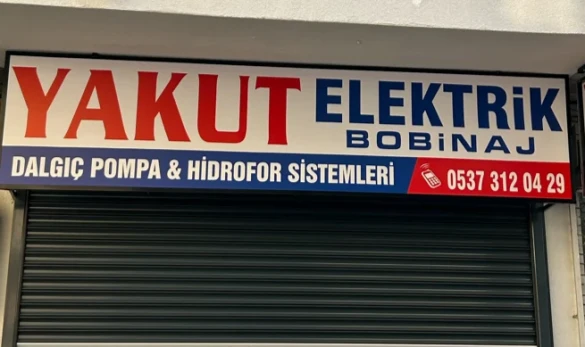 YAKUT ELEKTRiK
BOBiNAJ
DALGIÇ POMPA & HİDROFOR SİSTEMLERİ 0537 312 04 29